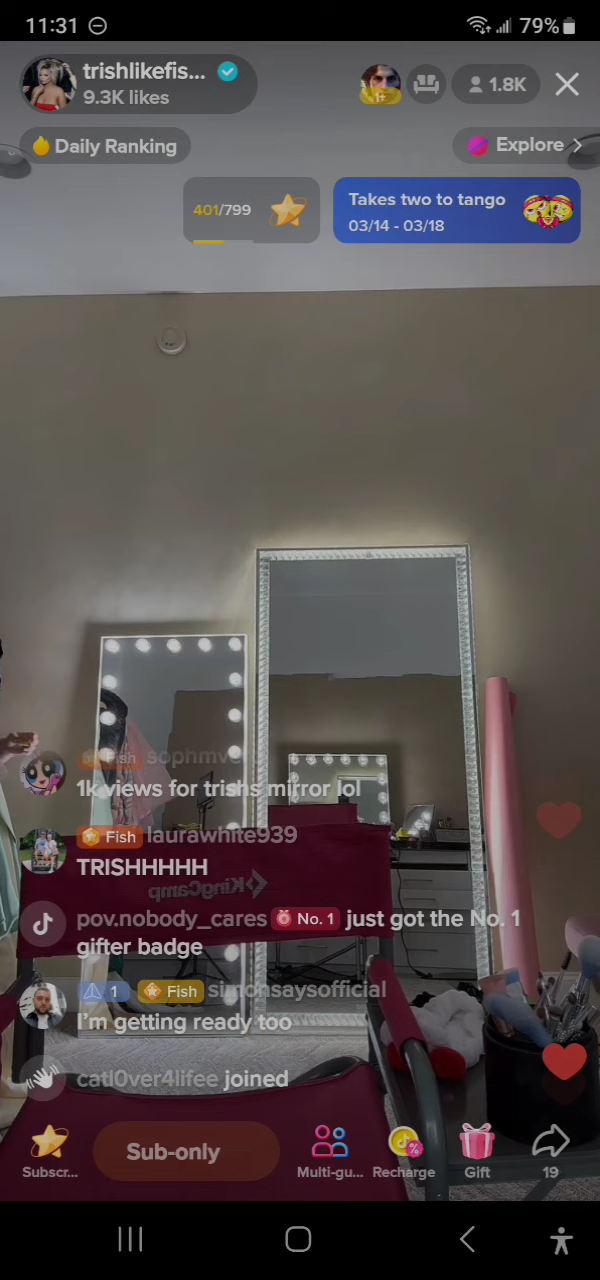 11:31
79%
trishlikefis...
9.3K likes
1+
1.8K
Daily Ranking
Explore
401/799
Takes two to tango
03/14 - 03/18
Fish
1k views for trishs mirror lol
Fish laurawhite939
TRISHHHHH
KingCamp
pov.nobody_cares No. 1 just got the No. 1
gifter badge
1 Fish simonsaysofficial
I'm getting ready too
catl0ver4lifee joined
Sub-only
Subscr...
Multi-gu...
Recharge
Gift
19